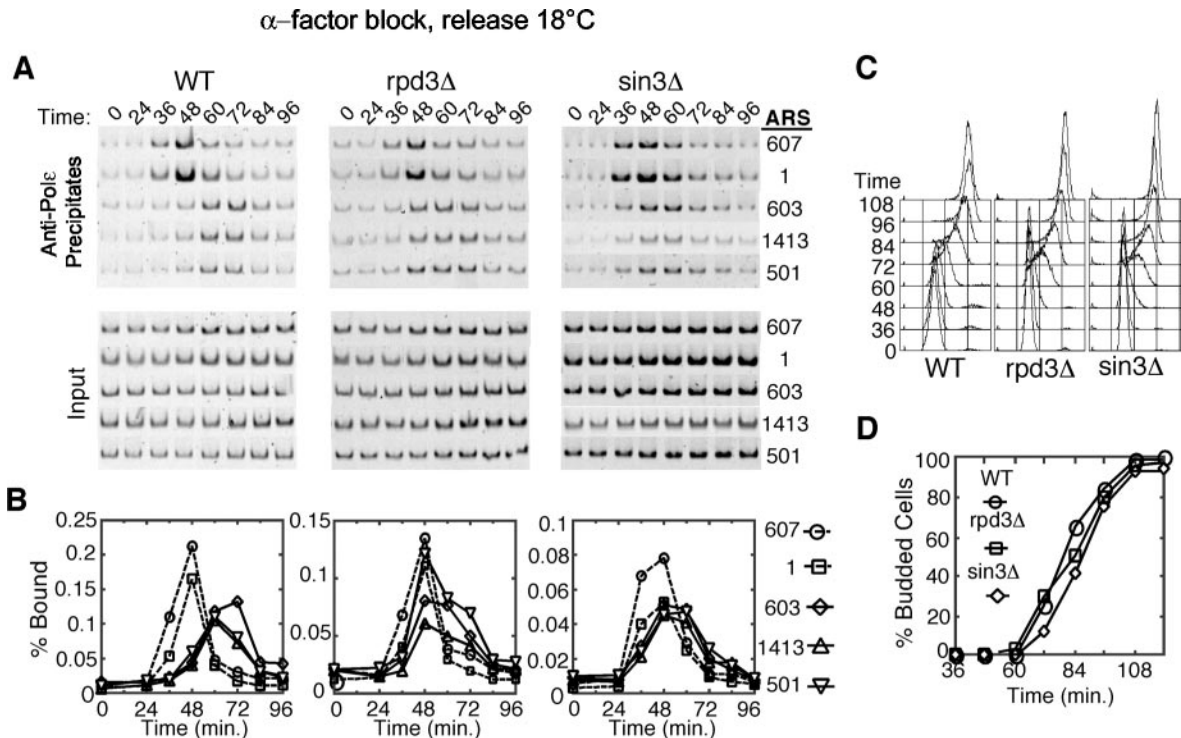 α–factor block, release 18°C
A
WT
rpd3Δ
sin3Δ
Time: 0 24 36 48 60 72 84 96
0 24 36 48 60 72 84 96
0 24 36 48 60 72 84 96
ARS
Anti-Polε
Precipitates
607
1
603
1413
501
Input
607
1
603
1413
501
B
% Bound
0.25
0.2
0.15
0.1
0.05
0
0 24 48 72 96
Time (min.)
0.15
0.1
0.05
0
0 24 48 72 96
Time (min.)
0.1
0.08
0.06
0.04
0.02
0
0 24 48 72 96
Time (min.)
607
1
603
1413
501
C
Time
108
96
84
72
60
48
36
0
WT
rpd3Δ
sin3Δ
D
% Budded Cells
100
80
60
40
20
0
WT
rpd3Δ
sin3Δ
36 60 84 108
Time (min.)